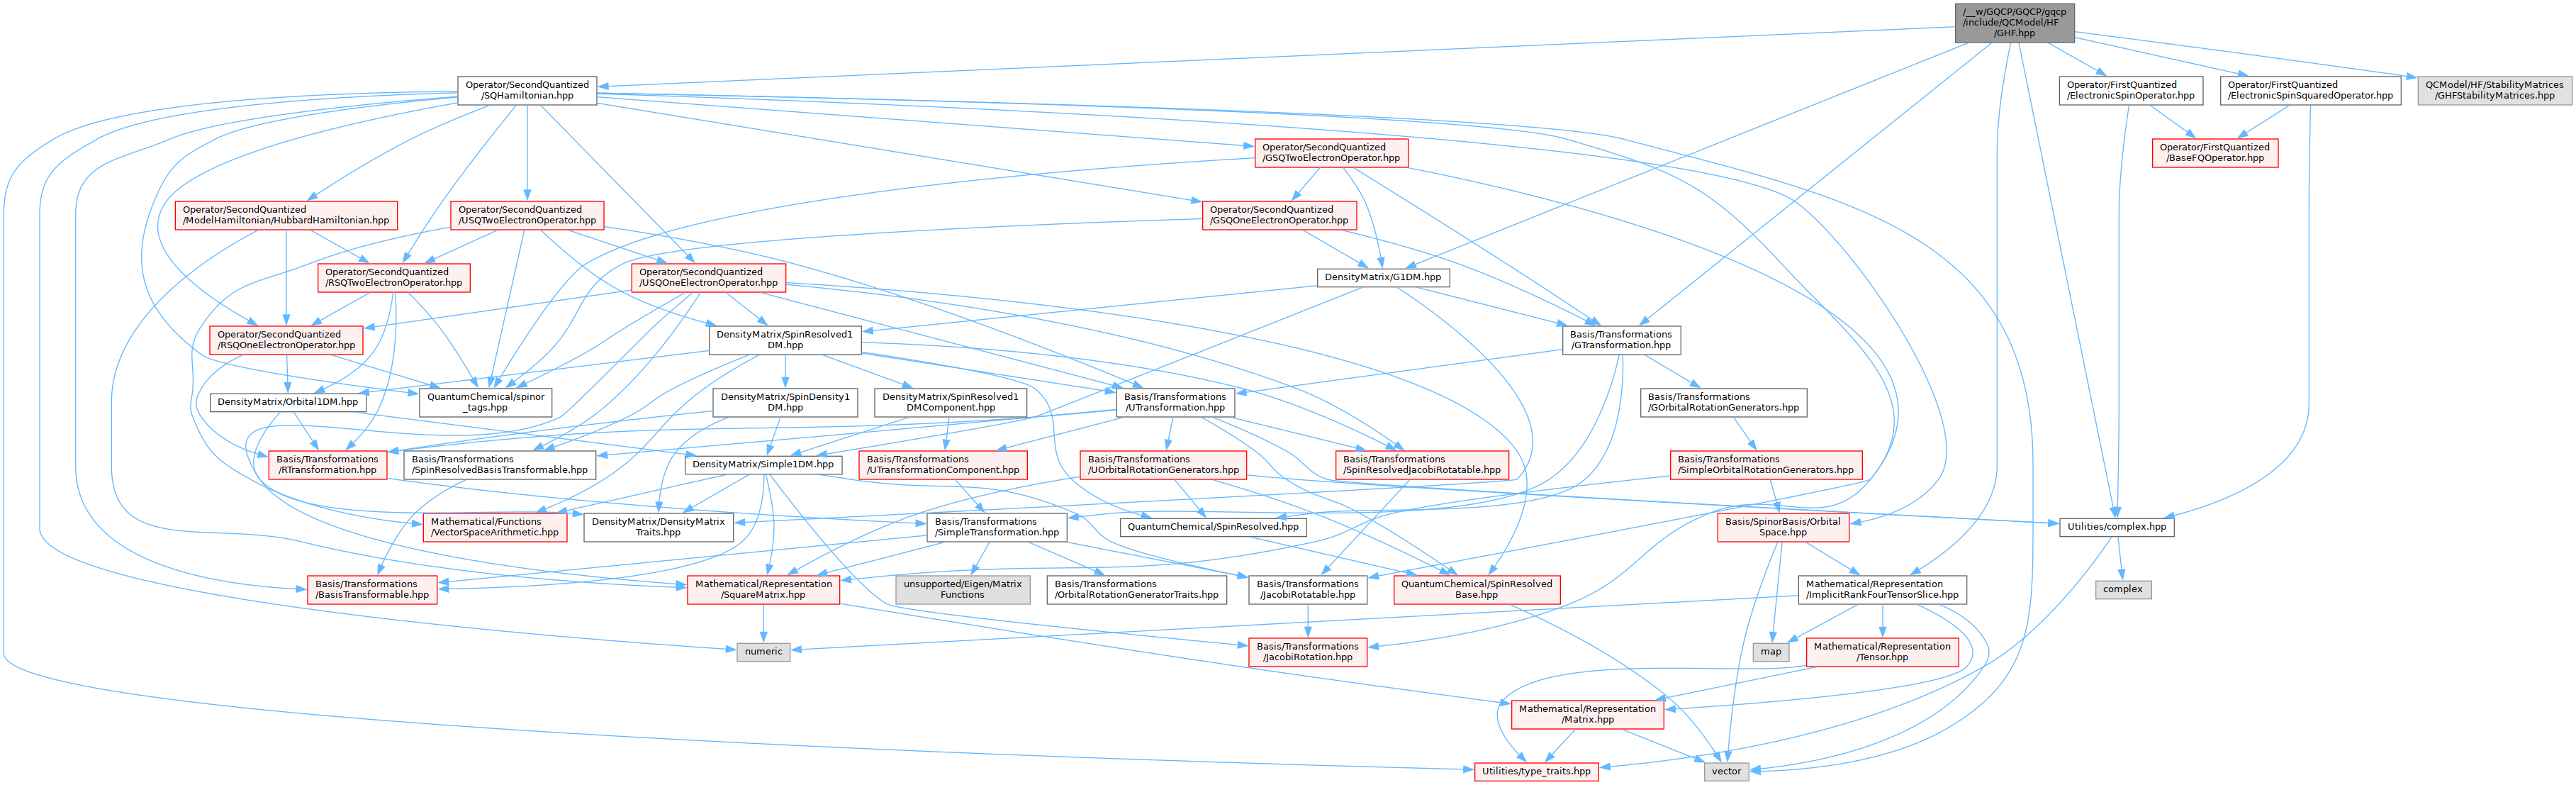 /__w/GQCP/GQCP/gqcp
/include/QCModel/HF
/GHF.hpp
Operator/SecondQuantized
/SQHamiltonian.hpp
Operator/FirstQuantized
/ElectronicSpinOperator.hpp
Operator/FirstQuantized
/ElectronicSpinSquaredOperator.hpp
QCModel/HF/StabilityMatrices
/GHFStabilityMatrices.hpp
Operator/SecondQuantized
/GSQTwoElectronOperator.hpp
Operator/FirstQuantized
/BaseFQOperator.hpp
Operator/SecondQuantized
/ModelHamiltonian/HubbardHamiltonian.hpp
Operator/SecondQuantized
/USQTwoElectronOperator.hpp
Operator/SecondQuantized
/GSQOneElectronOperator.hpp
Operator/SecondQuantized
/RSQTwoElectronOperator.hpp
Operator/SecondQuantized
/USQOneElectronOperator.hpp
DensityMatrix/G1DM.hpp
Operator/SecondQuantized
/RSQOneElectronOperator.hpp
DensityMatrix/SpinResolved1
DM.hpp
Basis/Transformations
/GTransformation.hpp
DensityMatrix/Orbital1DM.hpp
QuantumChemical/spinor
_tags.hpp
DensityMatrix/SpinDensity1
DM.hpp
DensityMatrix/SpinResolved1
DMComponent.hpp
Basis/Transformations
/UTransformation.hpp
Basis/Transformations
/GOrbitalRotationGenerators.hpp
Basis/Transformations
/RTransformation.hpp
Basis/Transformations
/SpinResolvedBasisTransformable.hpp
DensityMatrix/Simple1DM.hpp
Basis/Transformations
/UTransformationComponent.hpp
Basis/Transformations
/UOrbitalRotationGenerators.hpp
Basis/Transformations
/SpinResolvedJacobiRotatable.hpp
Basis/Transformations
/SimpleOrbitalRotationGenerators.hpp
Mathematical/Functions
/VectorSpaceArithmetic.hpp
DensityMatrix/DensityMatrix
Traits.hpp
Basis/Transformations
/SimpleTransformation.hpp
QuantumChemical/SpinResolved.hpp
Basis/SpinorBasis/Orbital
Space.hpp
Utilities/complex.hpp
Basis/Transformations
/BasisTransformable.hpp
Mathematical/Representation
/SquareMatrix.hpp
unsupported/Eigen/Matrix
Functions
Basis/Transformations
/OrbitalRotationGeneratorTraits.hpp
Basis/Transformations
/JacobiRotatable.hpp
QuantumChemical/SpinResolved
Base.hpp
Mathematical/Representation
/ImplicitRankFourTensorSlice.hpp
complex
numeric
Basis/Transformations
/JacobiRotation.hpp
map
Mathematical/Representation
/Tensor.hpp
Mathematical/Representation
/Matrix.hpp
Utilities/type_traits.hpp
vector